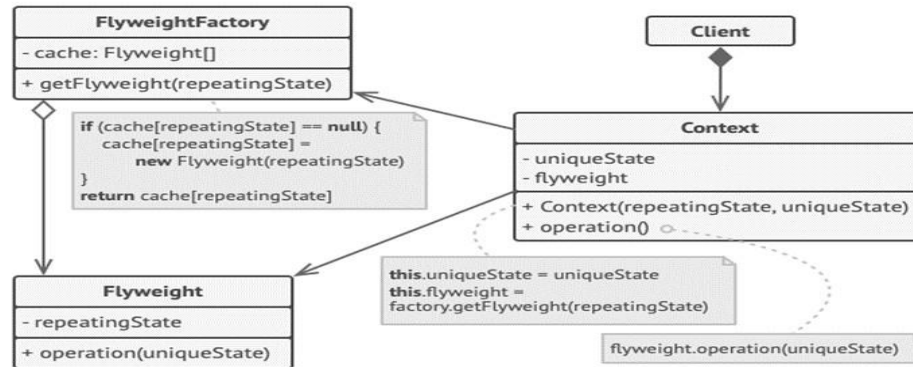 FlyweightFactory
- cache: Flyweight[]
+ getFlyweight(repeatingState)
if (cache[repeatingState] == null) {
cache[repeatingState] =
new Flyweight(repeatingState)
}
return cache[repeatingState]
Client
Context
- uniqueState
- flyweight
+ Context(repeatingState, uniqueState)
+ operation()
this.uniqueState = uniqueState
this.flyweight =
factory.getFlyweight(repeatingState)
flyweight.operation(uniqueState)
Flyweight
- repeatingState
+ operation(uniqueState)